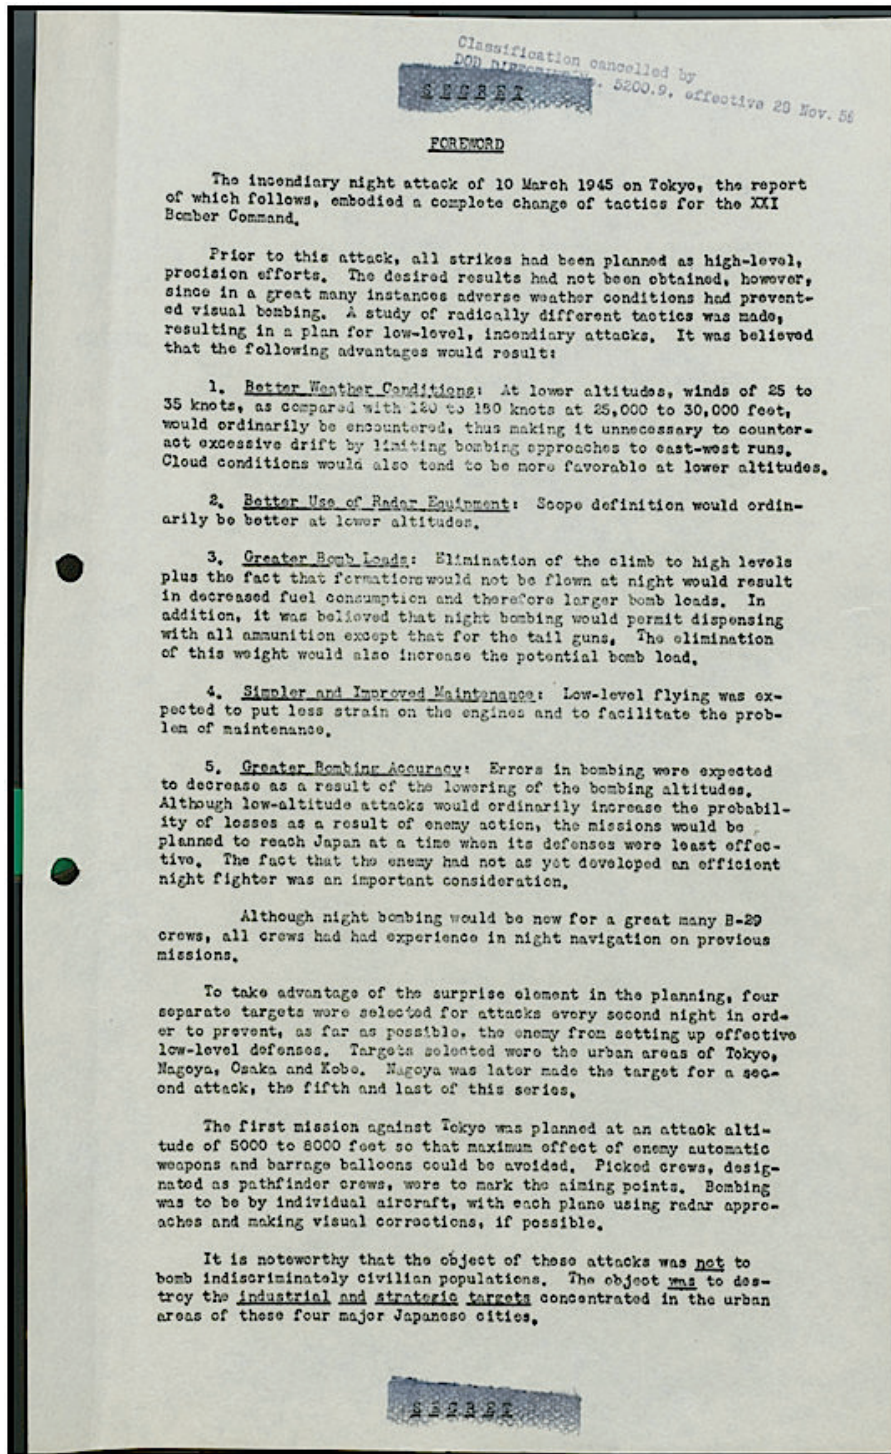 Classification cancelled by
DOD DIRECTIVE No. 5200.9, effective 29 Nov. 58
SECRET
FOREWORD
The incendiary night attack of 10 March 1945 on Tokyo, the report
of which follows, embodied a complete change of tactics for the XXI
Bomber Command.
Prior to this attack, all strikes had been planned as high-level,
precision efforts. The desired results had not been obtained, however,
since in a great many instances adverse weather conditions had prevent-
ed visual bombing. A study of radically different tactics was made,
resulting in a plan for low-level, incendiary attacks. It was believed
that the following advantages would result:
1. Better Weather Conditions: At lower altitudes, winds of 25 to
35 knots, as compared with 120 to 180 knots at 25,000 to 30,000 feet,
would ordinarily be encountered, thus making it unnecessary to counter-
act excessive drift by limiting bombing approaches to east-west runs.
Cloud conditions would also tend to be more favorable at lower altitudes.
2. Better Use of Radar Equipment: Scope definition would ordin-
arily be better at lower altitudes.
3. Greater Bomb Loads: Elimination of the climb to high levels
plus the fact that formations would not be flown at night would result
in decreased fuel consumption and therefore larger bomb loads. In
addition, it was believed that night bombing would permit dispensing
with all ammunition except that for the tail guns. The elimination
of this weight would also increase the potential bomb load.
4. Simpler and Improved Maintenance: Low-level flying was ex-
pected to put less strain on the engines and to facilitate the prob-
lem of maintenance.
5. Greater Bombing Accuracy: Errors in bombing were expected
to decrease as a result of the lowering of the bombing altitudes.
Although low-altitude attacks would ordinarily increase the probabil-
ity of losses as a result of enemy action, the missions would be
planned to reach Japan at a time when its defenses were least effec-
tive. The fact that the enemy had not as yet developed an efficient
night fighter was an important consideration.
Although night bombing would be new for a great many B-29
crews, all crews had had experience in night navigation on previous
missions.
To take advantage of the surprise element in the planning, four
separate targets were selected for attacks every second night in ord-
er to prevent, as far as possible, the enemy from setting up effective
low-level defenses. Targets selected were the urban areas of Tokyo,
Nagoya, Osaka and Kobe. Nagoya was later made the target for a sec-
ond attack, the fifth and last of this series.
The first mission against Tokyo was planned at an attack alti-
tude of 5000 to 8000 feet so that maximum effect of enemy automatic
weapons and barrage balloons could be avoided. Picked crews, desig-
nated as pathfinder crews, were to mark the aiming points. Bombing
was to be by individual aircraft, with each plane using radar appro-
aches and making visual corrections, if possible.
It is noteworthy that the object of these attacks was not to
bomb indiscriminately civilian populations. The object was to des-
troy the industrial and strategic targets concentrated in the urban
areas of these four major Japanese cities.
SECRET